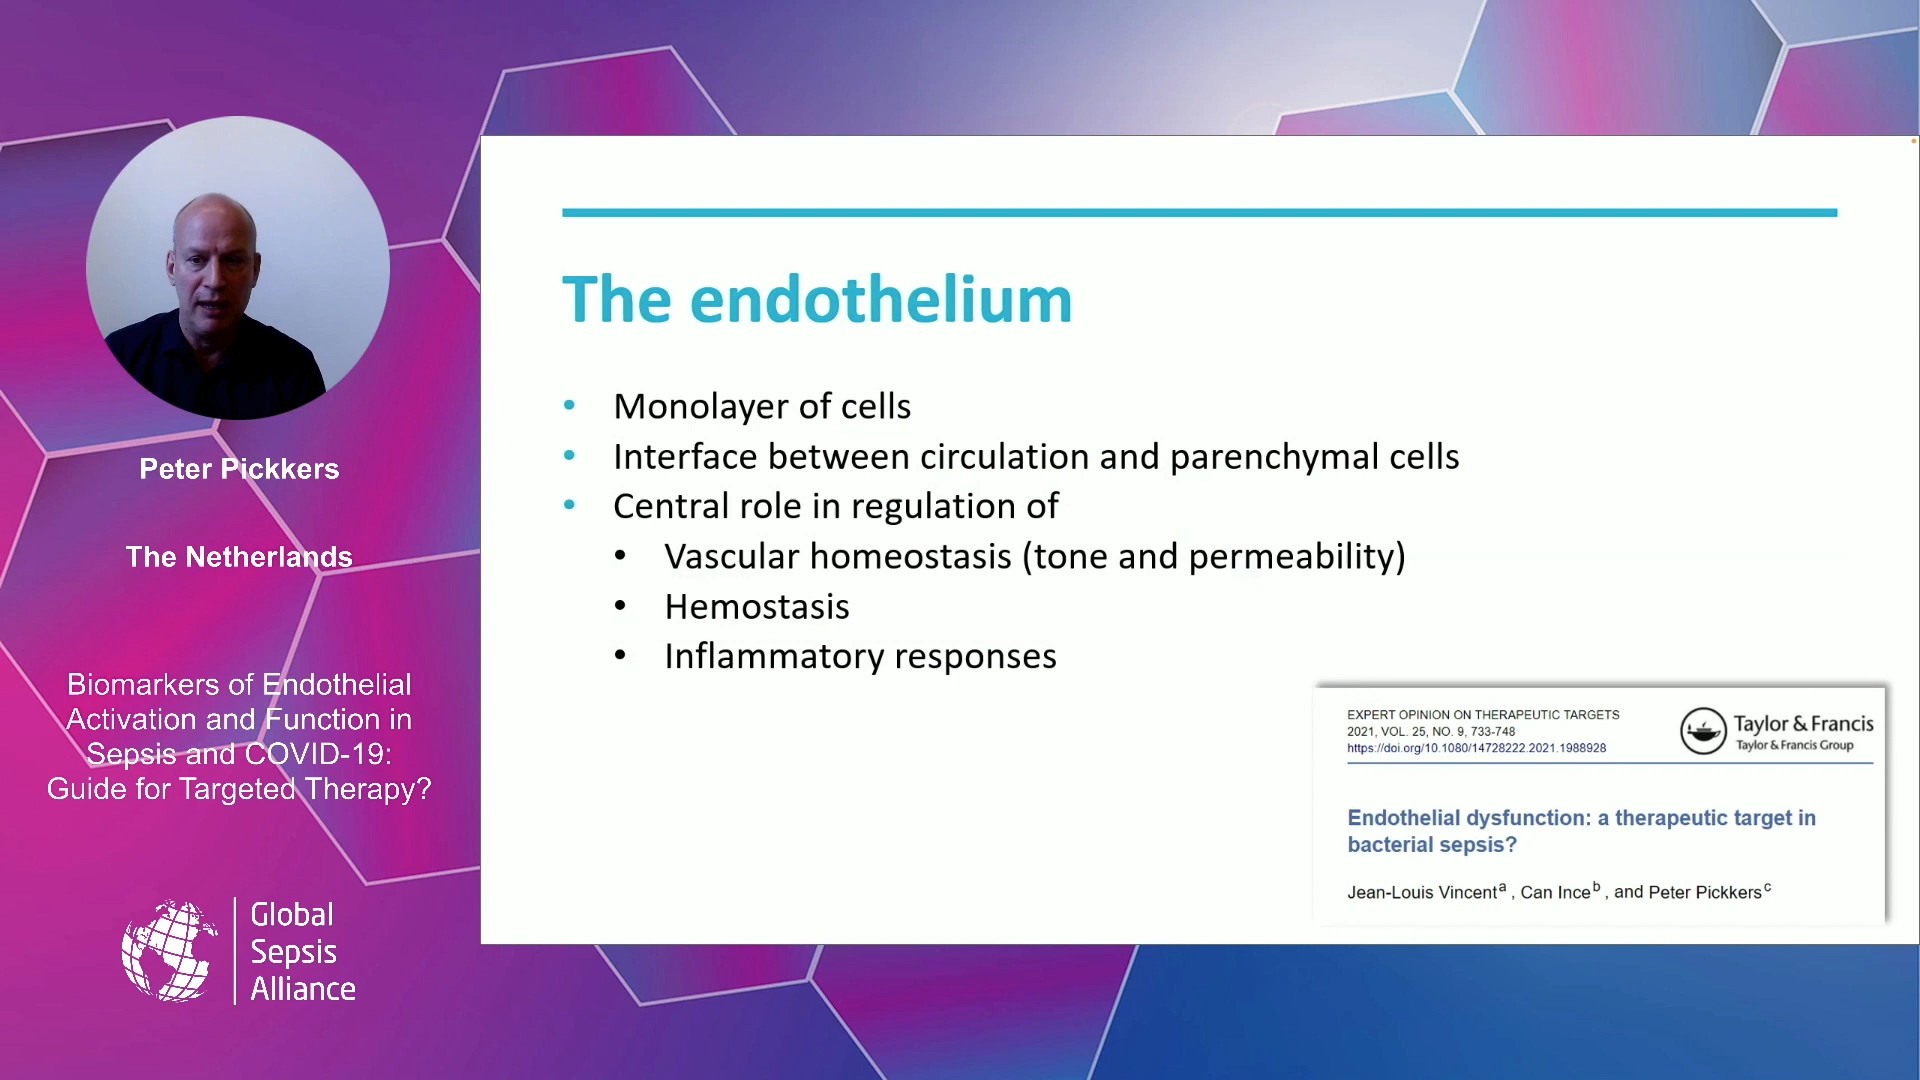 Peter Pickkers
The Netherlands
Biomarkers of Endothelial
Activation and Function in
Sepsis and COVID-19:
Guide for Targeted Therapy?
Global
Sepsis
Alliance
The endothelium
• Monolayer of cells
• Interface between circulation and parenchymal cells
• Central role in regulation of
• Vascular homeostasis (tone and permeability)
• Hemostasis
• Inflammatory responses
EXPERT OPINION ON THERAPEUTIC TARGETS
2021, VOL. 25, NO. 9, 733-748
https://doi.org/10.1080/14728222.2021.1988928
Taylor & Francis
Taylor & Francis Group
Endothelial dysfunction: a therapeutic target in
bacterial sepsis?
Jean-Louis Vincent a , Can Ince b , and Peter Pickkers c